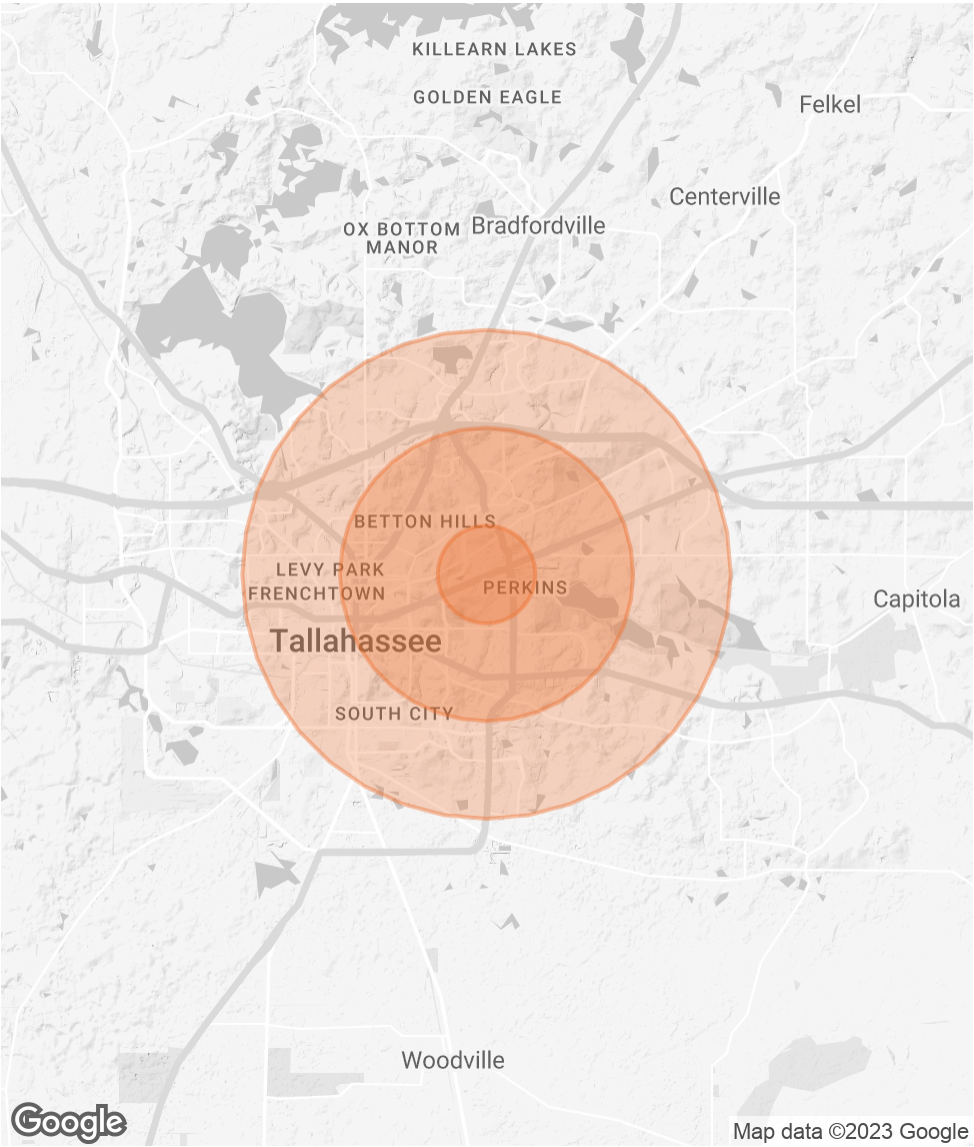 KILLEARN LAKES
GOLDEN EAGLE
Felkel
Centerville
OX BOTTOM
MANOR
Bradfordville
BETTON HILLS
LEVY PARK
PERKINS
FRENCHTOWN
Capitola
Tallahassee
SOUTH CITY
Woodville
Google
Map data ©2023 Google